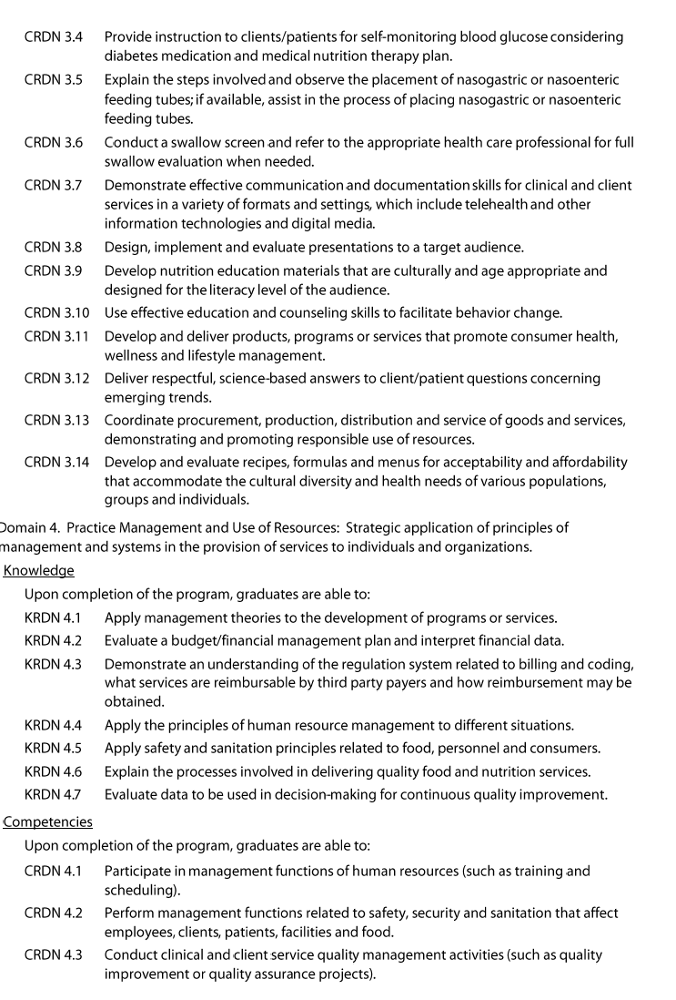 CRDN 3.4 Provide instruction to clients/patients for self-monitoring blood glucose considering
diabetes medication and medical nutrition therapy plan.
CRDN 3.5 Explain the steps involved and observe the placement of nasogastric or nasoenteric
feeding tubes; if available, assist in the process of placing nasogastric or nasoenteric
feeding tubes.
CRDN 3.6 Conduct a swallow screen and refer to the appropriate health care professional for full
swallow evaluation when needed.
CRDN 3.7 Demonstrate effective communication and documentation skills for clinical and client
services in a variety of formats and settings, which include telehealth and other
information technologies and digital media.
CRDN 3.8 Design, implement and evaluate presentations to a target audience.
CRDN 3.9 Develop nutrition education materials that are culturally and age appropriate and
designed for the literacy level of the audience.
CRDN 3.10 Use effective education and counseling skills to facilitate behavior change.
CRDN 3.11 Develop and deliver products, programs or services that promote consumer health,
wellness and lifestyle management.
CRDN 3.12 Deliver respectful, science-based answers to client/patient questions concerning
emerging trends.
CRDN 3.13 Coordinate procurement, production, distribution and service of goods and services,
demonstrating and promoting responsible use of resources.
CRDN 3.14 Develop and evaluate recipes, formulas and menus for acceptability and affordability
that accommodate the cultural diversity and health needs of various populations,
groups and individuals.
Domain 4. Practice Management and Use of Resources: Strategic application of principles of
management and systems in the provision of services to individuals and organizations.
Knowledge
Upon completion of the program, graduates are able to:
KRDN 4.1 Apply management theories to the development of programs or services.
KRDN 4.2 Evaluate a budget/financial management plan and interpret financial data.
KRDN 4.3 Demonstrate an understanding of the regulation system related to billing and coding,
what services are reimbursable by third party payers and how reimbursement may be
obtained.
KRDN 4.4 Apply the principles of human resource management to different situations.
KRDN 4.5 Apply safety and sanitation principles related to food, personnel and consumers.
KRDN 4.6 Explain the processes involved in delivering quality food and nutrition services.
KRDN 4.7 Evaluate data to be used in decision-making for continuous quality improvement.
Competencies
Upon completion of the program, graduates are able to:
CRDN 4.1 Participate in management functions of human resources (such as training and
scheduling).
CRDN 4.2 Perform management functions related to safety, security and sanitation that affect
employees, clients, patients, facilities and food.
CRDN 4.3 Conduct clinical and client service quality management activities (such as quality
improvement or quality assurance projects).